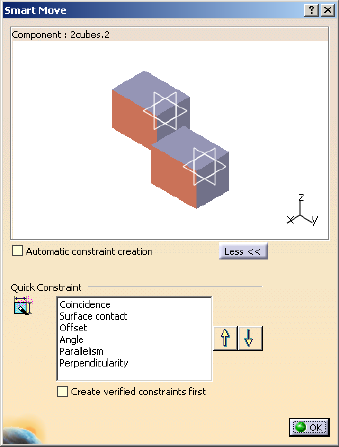 Smart Move
Component : 2cubes.2
z
x
y
Automatic constraint creation
Less <<
Quick Constraint
Coincidence
Surface contact
Offset
Angle
Parallelism
Perpendicularity
Create verified constraints first
OK